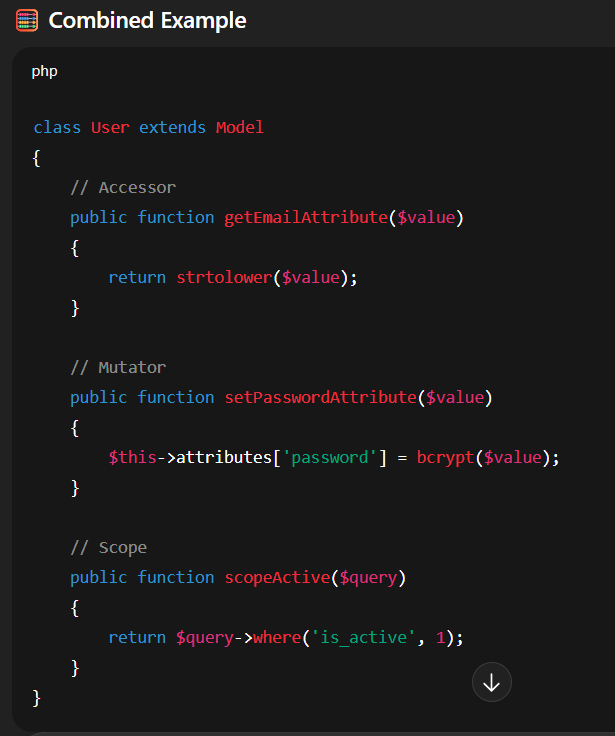 🧮 Combined Example
php
class User extends Model
{
    // Accessor
    public function getEmailAttribute($value)
    {
        return strtolower($value);
    }

    // Mutator
    public function setPasswordAttribute($value)
    {
        $this->attributes['password'] = bcrypt($value);
    }

    // Scope
    public function scopeActive($query)
    {
        return $query->where('is_active', 1);
    }
}